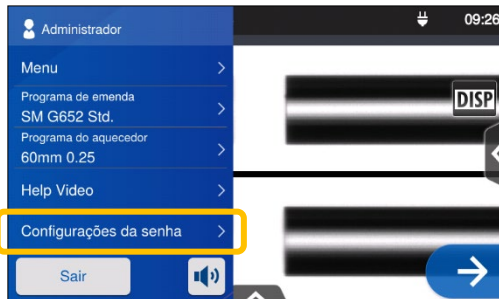 Administrador
09:26
Menu
Programa de emenda
SM G652 Std.
Programa do aquecedor
60mm 0.25
Help Video
Configurações da senha
Sair
DISP